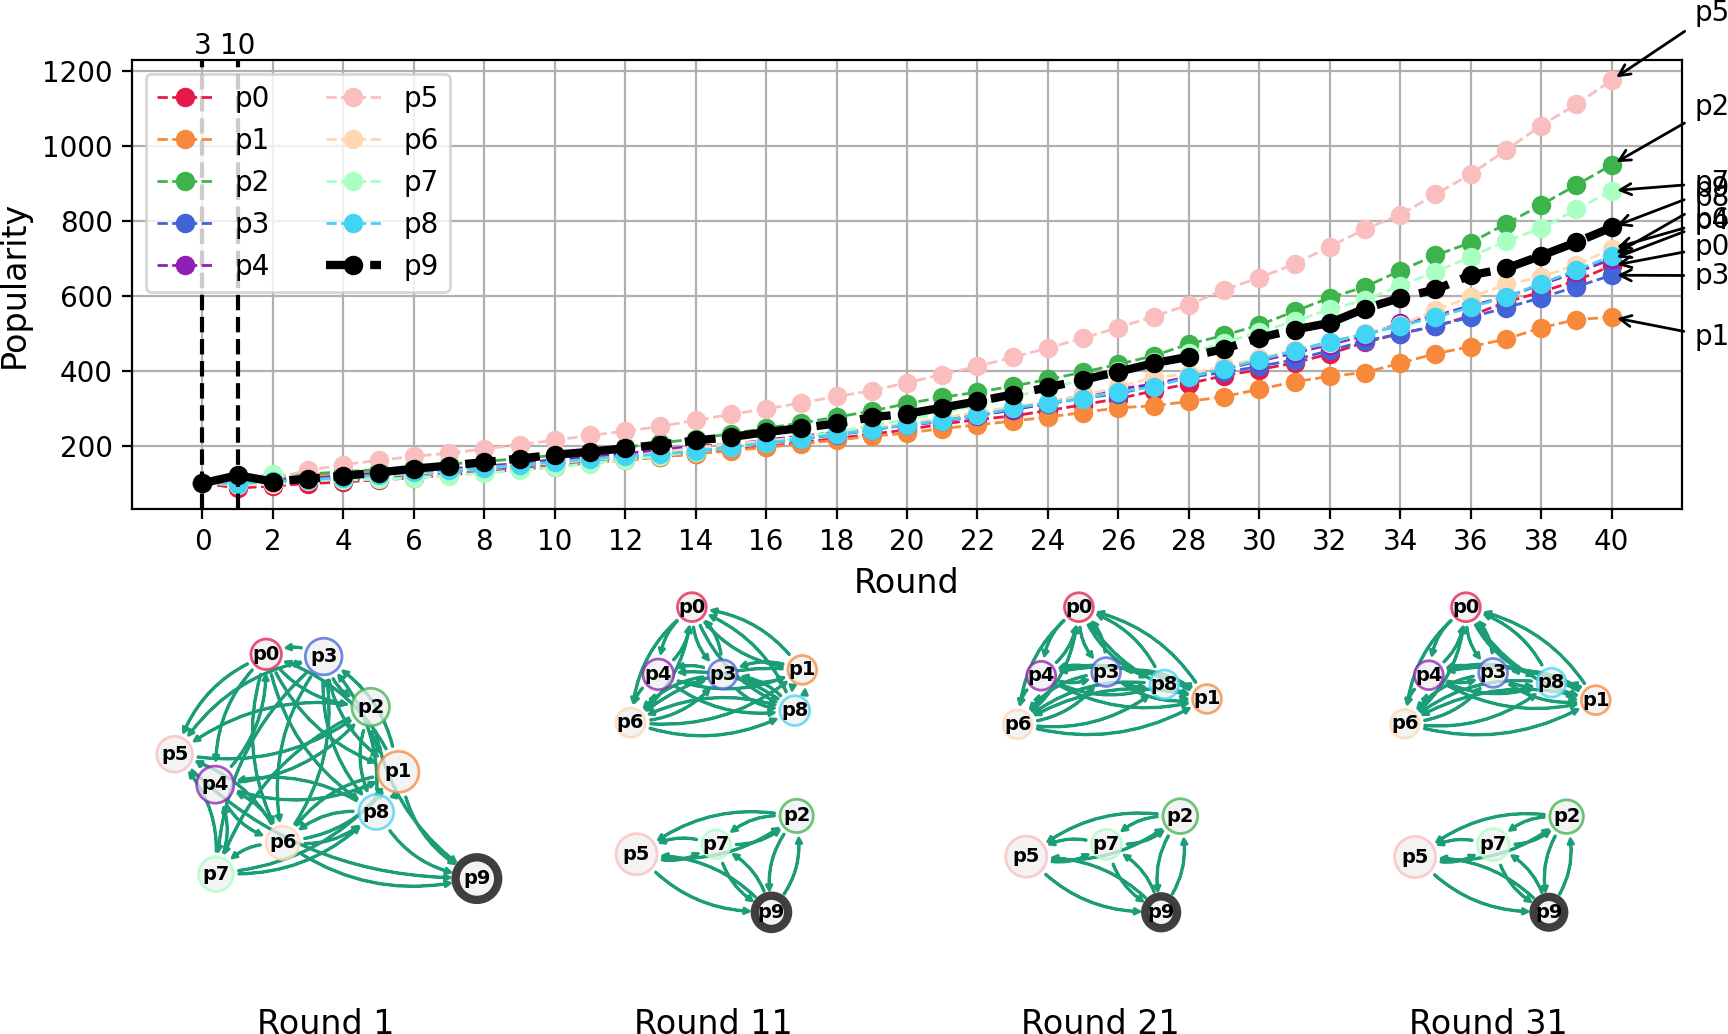 3 10
p5
p2
p7
p8
p0
p3
p1
1200
1000
800
600
400
200
Popularity
p0 p5
p1 p6
p2 p7
p3 p8
p4 p9
0 2 4 6 8 10 12 14 16 18 20 22 24 26 28 30 32 34 36 38 40
Round
p0 p3 p2 p5 p4 p1 p8 p6 p7 p9
p0 p4 p3 p1 p8 p6 p2 p7 p5 p9
p0 p4 p3 p8 p1 p6 p2 p7 p5 p9
p0 p4 p3 p8 p1 p6 p2 p7 p5 p9
Round 1 Round 11 Round 21 Round 31